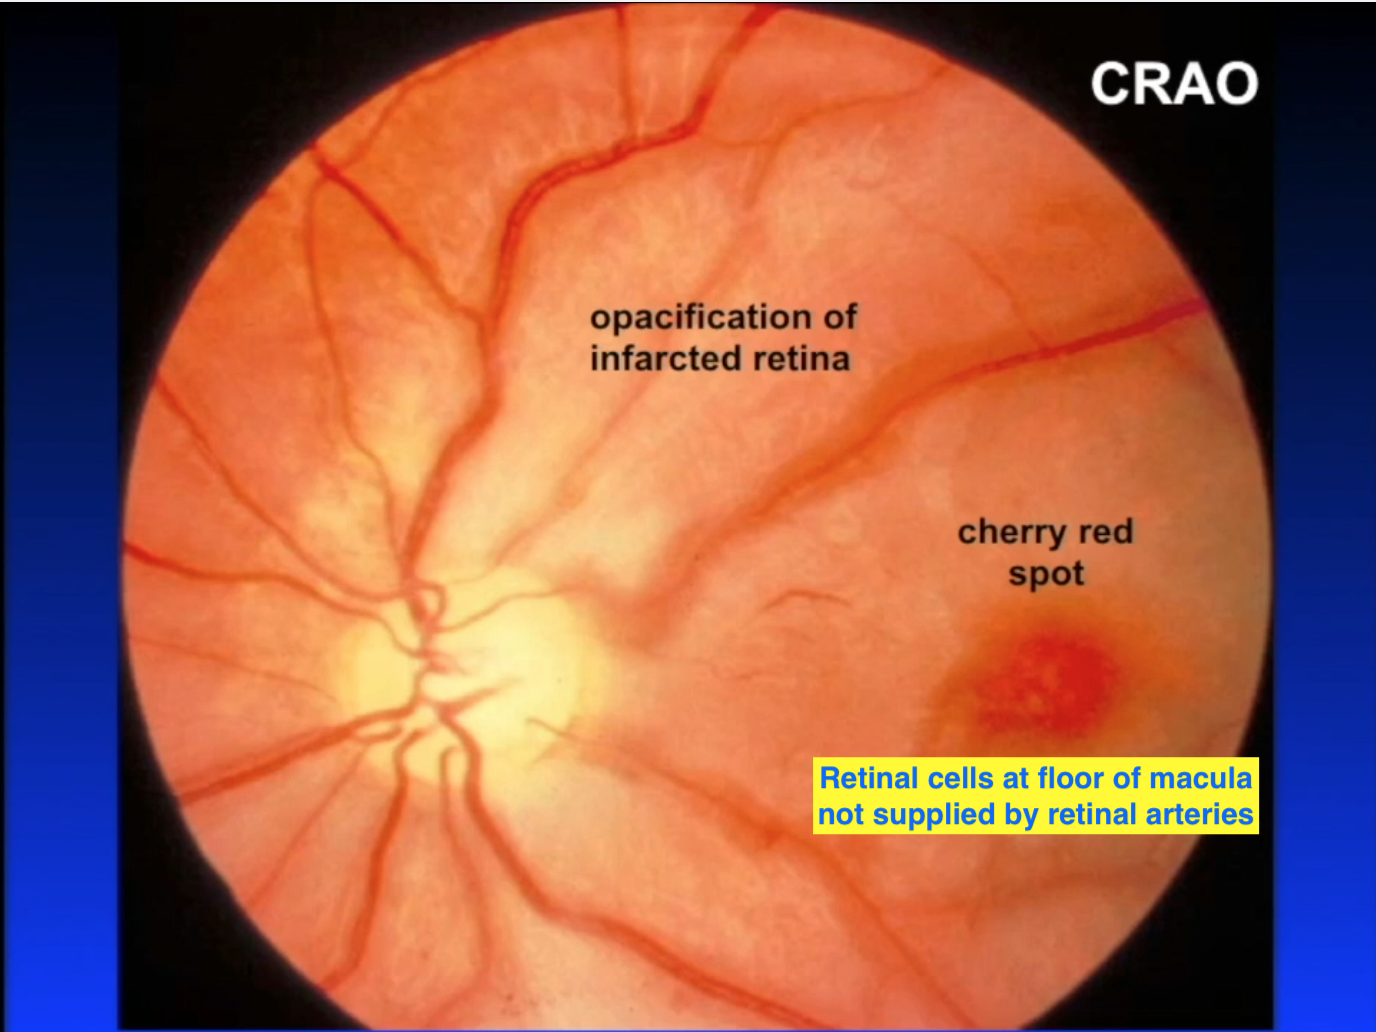 CRAO
opacification of
infarcted retina
cherry red
spot
Retinal cells at floor of macula
not supplied by retinal arteries